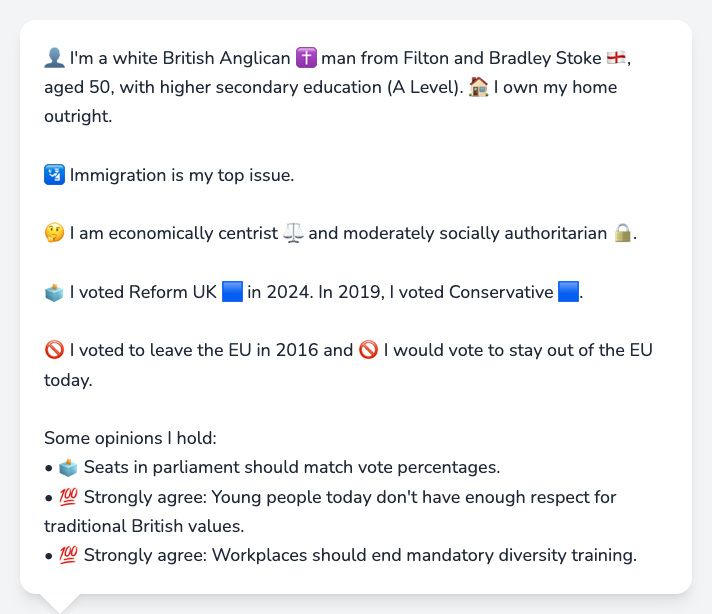 👤 I'm a white British Anglican ✝️ man from Filton and Bradley Stoke 🏴󠁧󠁢󠁥󠁮󠁧󠁿,
aged 50, with higher secondary education (A Level). 🏠 I own my home
outright.
🛂 Immigration is my top issue.
🤔 I am economically centrist ⚖️ and moderately socially authoritarian 🔒.
🗳️ I voted Reform UK 🟦 in 2024. In 2019, I voted Conservative 🟦.
🚫 I voted to leave the EU in 2016 and 🚫 I would vote to stay out of the EU
today.
Some opinions I hold:
• 🗳️ Seats in parliament should match vote percentages.
• 💯 Strongly agree: Young people today don't have enough respect for
traditional British values.
• 💯 Strongly agree: Workplaces should end mandatory diversity training.